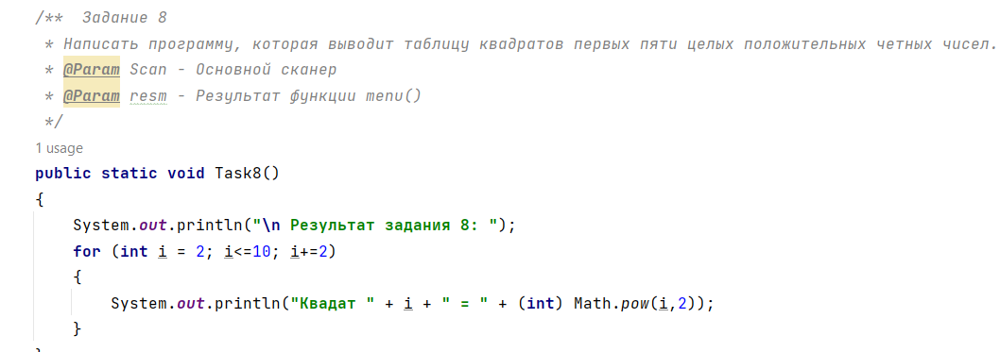 /** Задание 8
* Написать программу, которая выводит таблицу квадратов первых пяти целых положительных четных чисел.
* @Param Scan - Основной сканер
* @Param resm - Результат функции menu()
*/
1 usage
public static void Task8()
{
System.out.println("\n Результат задания 8: ");
for (int i = 2; i<=10; i+=2)
{
System.out.println("Квадат " + i + " = " + (int) Math.pow(i,2));
}
}